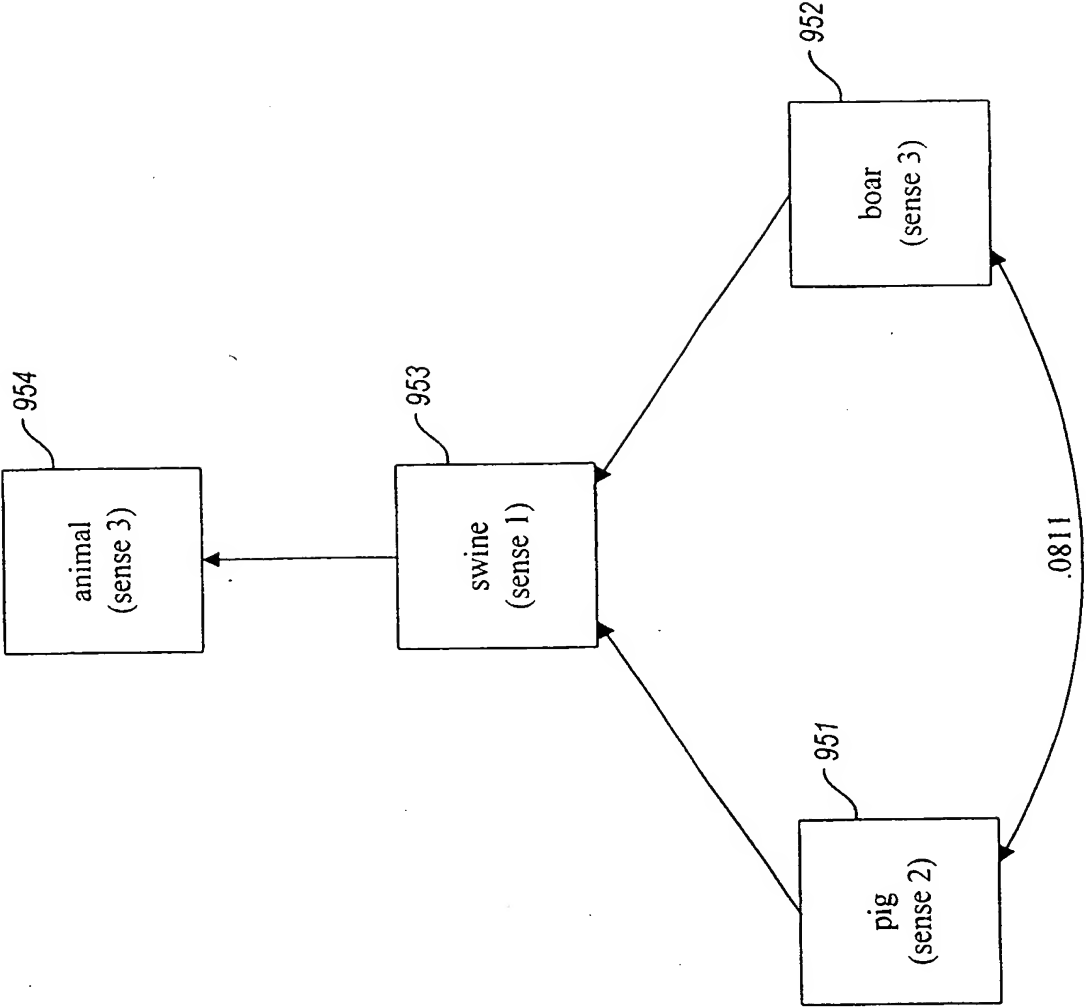 954
animal
(sense 3)
953
swine
(sense 1)
951
pig
(sense 2)
952
boar
(sense 3)
.0811